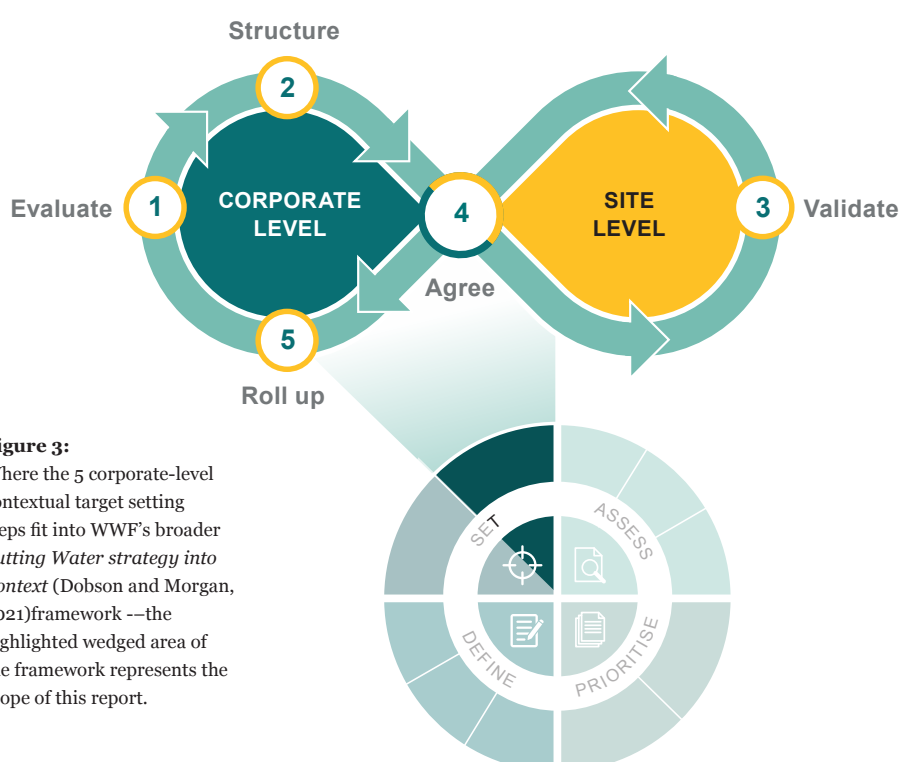 Structure
2
Evaluate
1
CORPORATE
LEVEL
4
Agree
SITE
LEVEL
3
Validate
5
Roll up
igure 3:
here the 5 corporate-level
ontextual target setting
eps fit into WWF's broader
utting Water strategy into
ontext (Dobson and Morgan,
021)framework -–the
ghlighted wedged area of
e framework represents the
ope of this report.
SET
ASSESS
DEFINE
PRIORITISE